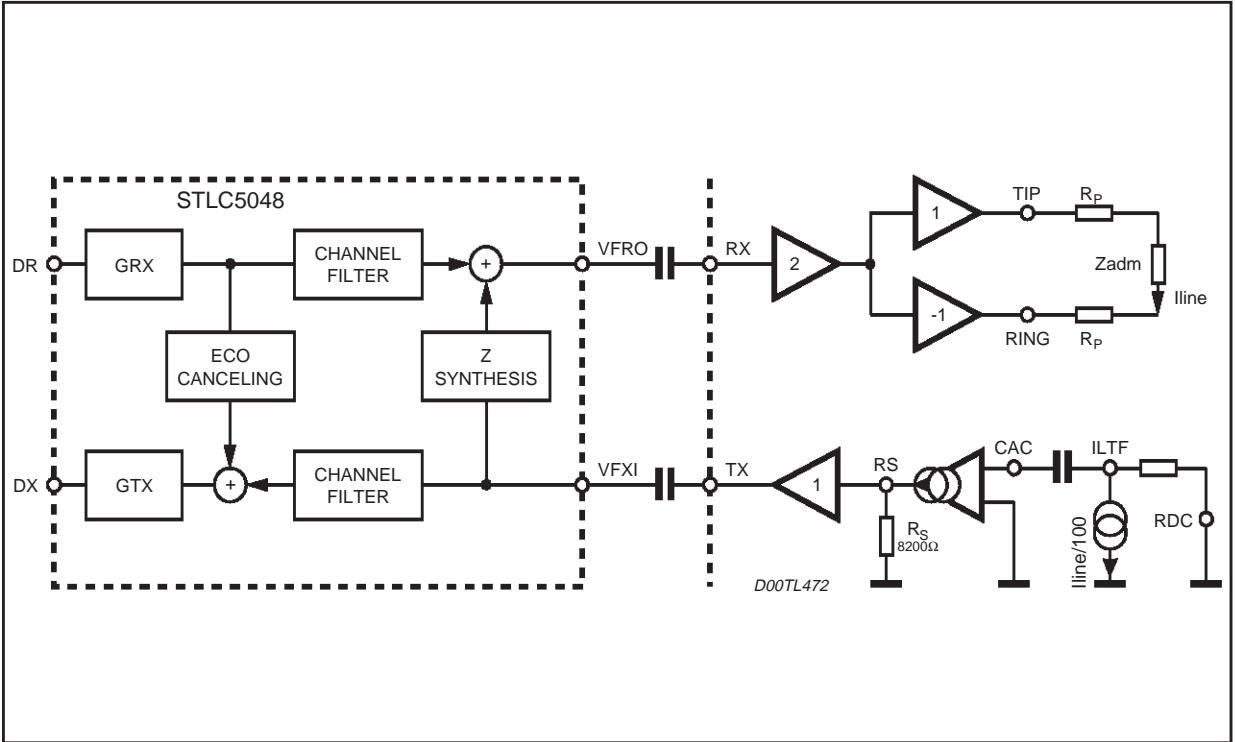 STLC5048
DR
GRX
CHANNEL
FILTER
+
VFRO
RX
2
1
TIP
RP
Zadm
Iline
-1
RING
RP
ECO
CANCELING
Z
SYNTHESIS
DX
GTX
+
CHANNEL
FILTER
VFXI
TX
1
RS
RS
8200Ω
CAC
ILTF
RDC
Iline/100
D00TL472